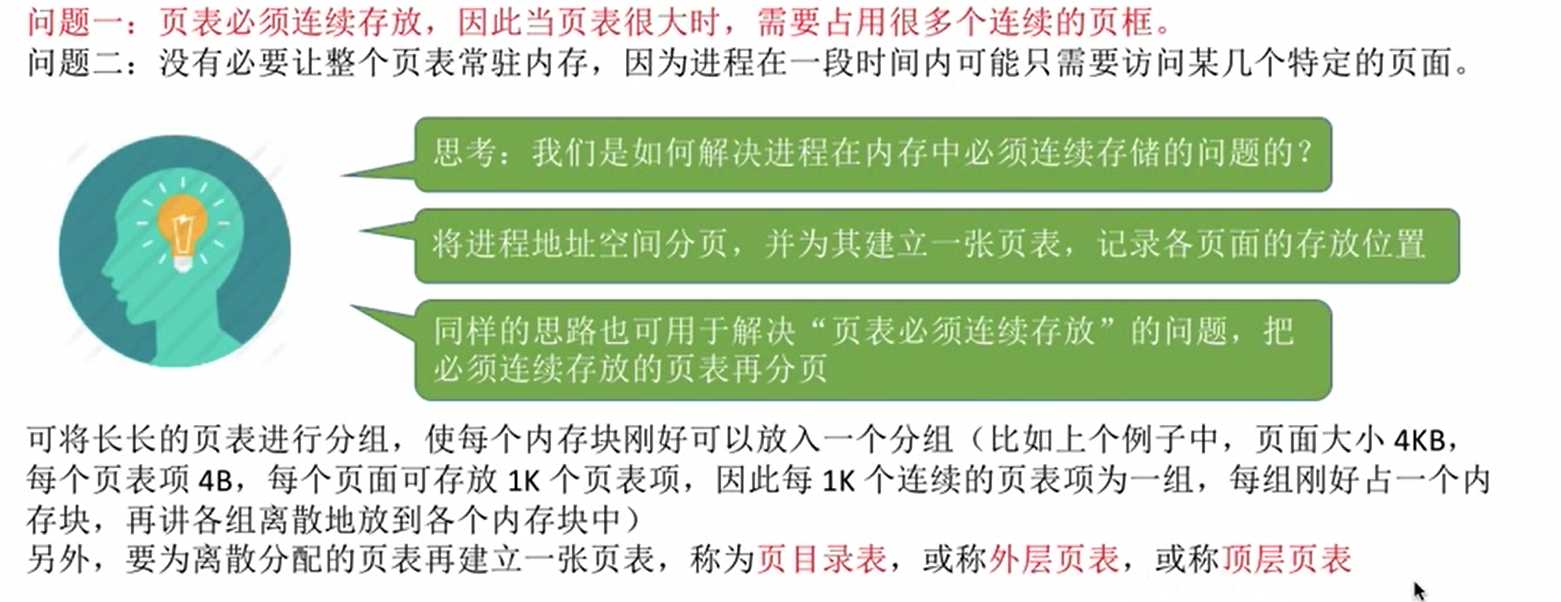 问题一：页表必须连续存放，因此当页表很大时，需要占用很多个连续的页框。
问题二：没有必要让整个页表常驻内存，因为进程在一段时间内可能只需要访问某几个特定的页面。
思考：我们是如何解决进程在内存中必须连续存储的问题的？
将进程地址空间分页，并为其建立一张页表，记录各页面的存放位置
同样的思路也可用于解决“页表必须连续存放”的问题，把
必须连续存放的页表再分页
可将长长的页表进行分组，使每个内存块刚好可以放入一个分组（比如上个例子中，页面大小 4KB，
每个页表项 4B，每个页面可存放 1K 个页表项，因此每 1K 个连续的页表项为一组，每组刚好占一个内
存块，再讲各组离散地放到各个内存块中）
另外，要为离散分配的页表再建立一张页表，称为页目录表，或称外层页表，或称顶层页表